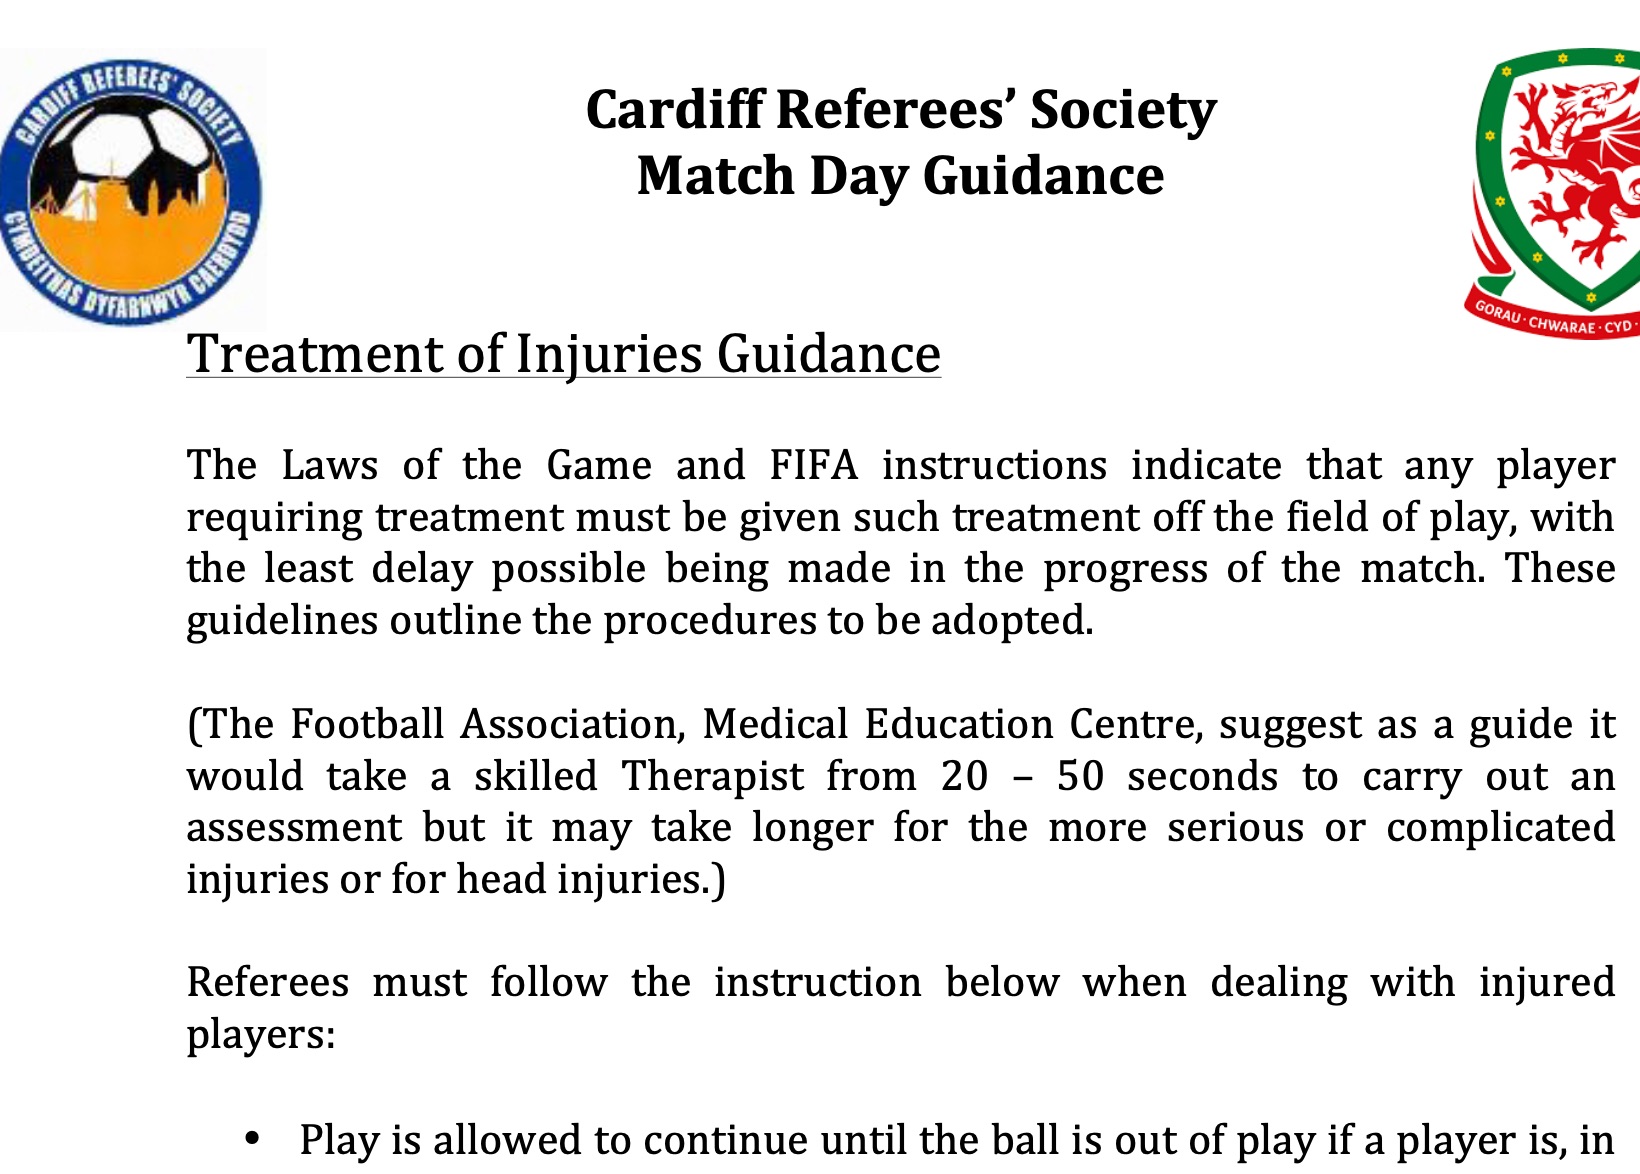 CARDIFF REFEREES' SOCIETY
CYMDEITHAS DYFARNWYR CAERDYDD
Cardiff Referees’ Society
Match Day Guidance
GORAU · CHWARAE · CYD ·
Treatment of Injuries Guidance
The Laws of the Game and FIFA instructions indicate that any player
requiring treatment must be given such treatment off the field of play, with
the least delay possible being made in the progress of the match. These
guidelines outline the procedures to be adopted.
(The Football Association, Medical Education Centre, suggest as a guide it
would take a skilled Therapist from 20 – 50 seconds to carry out an
assessment but it may take longer for the more serious or complicated
injuries or for head injuries.)
Referees must follow the instruction below when dealing with injured
players:
• Play is allowed to continue until the ball is out of play if a player is, in